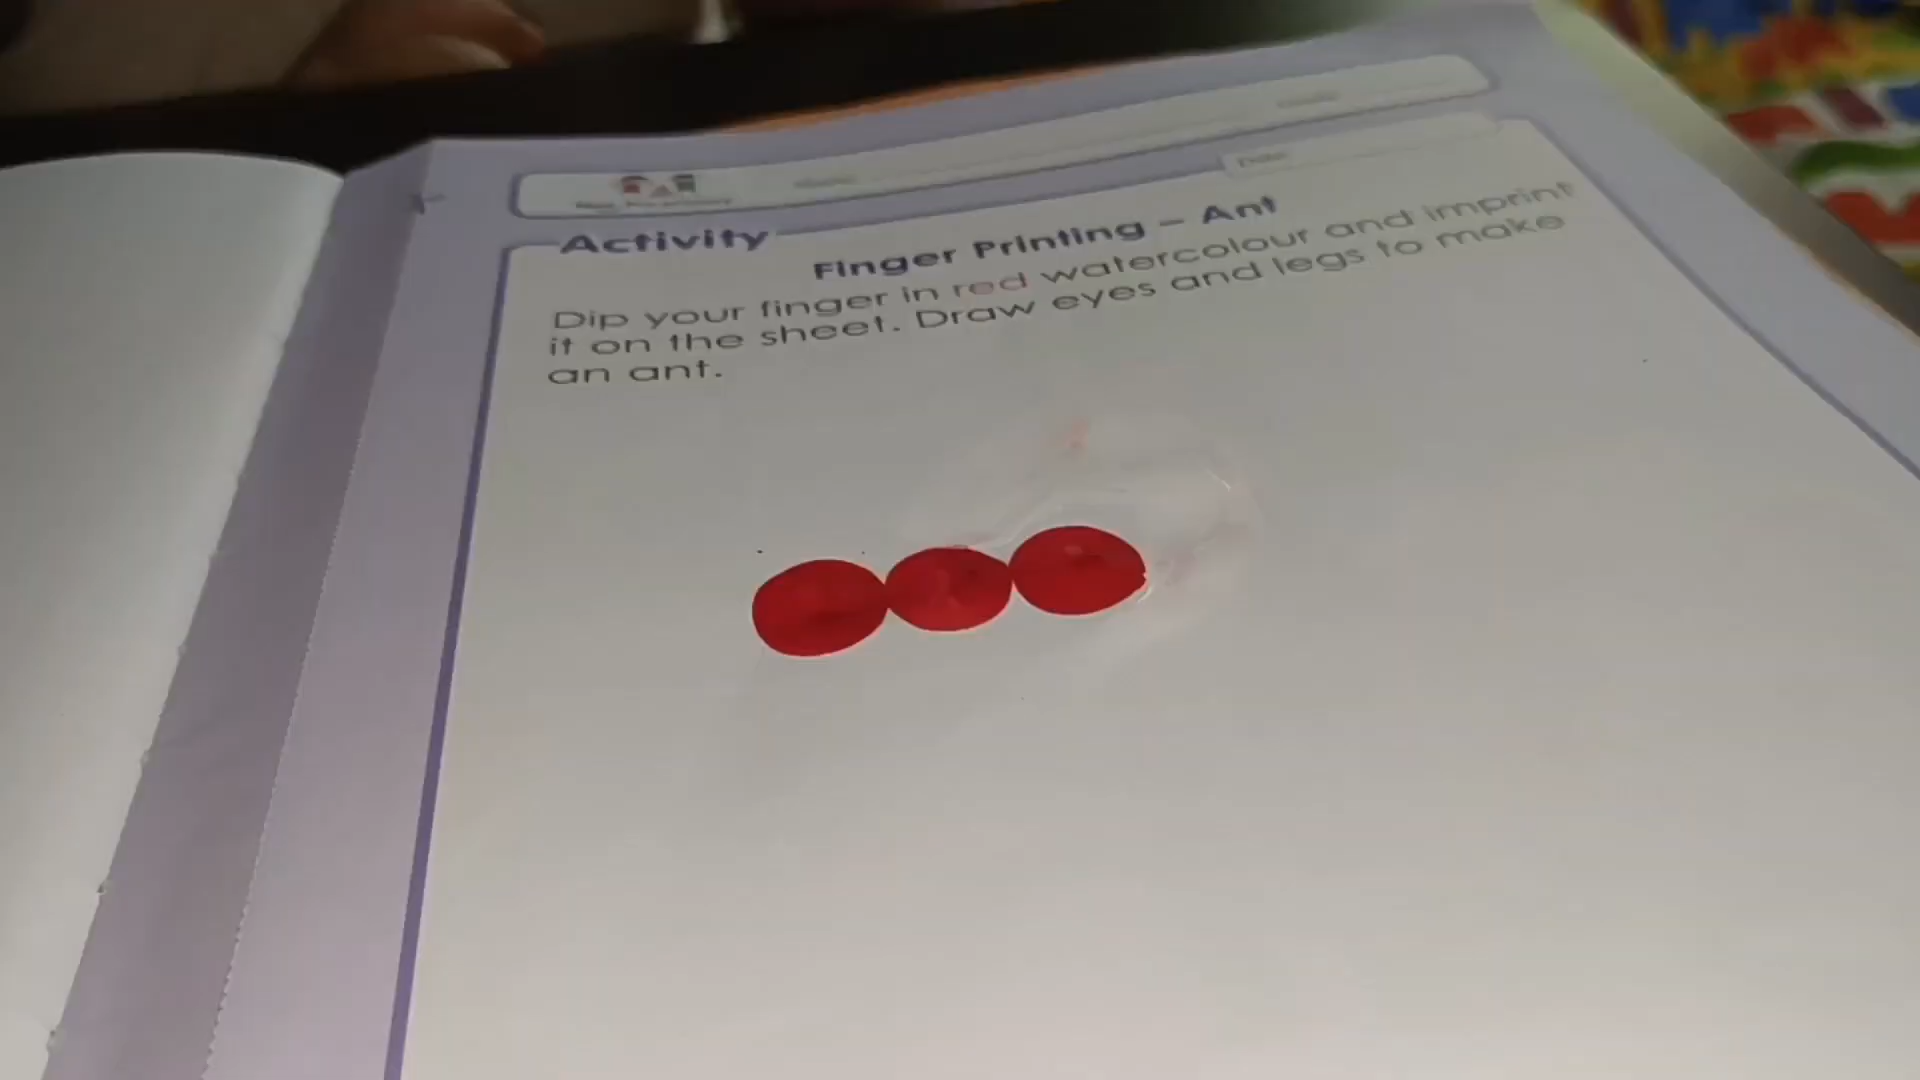 Activity
Finger Printing – Ant
Dip your finger in red watercolour and imprint
it on the sheet. Draw eyes and legs to make
an ant.